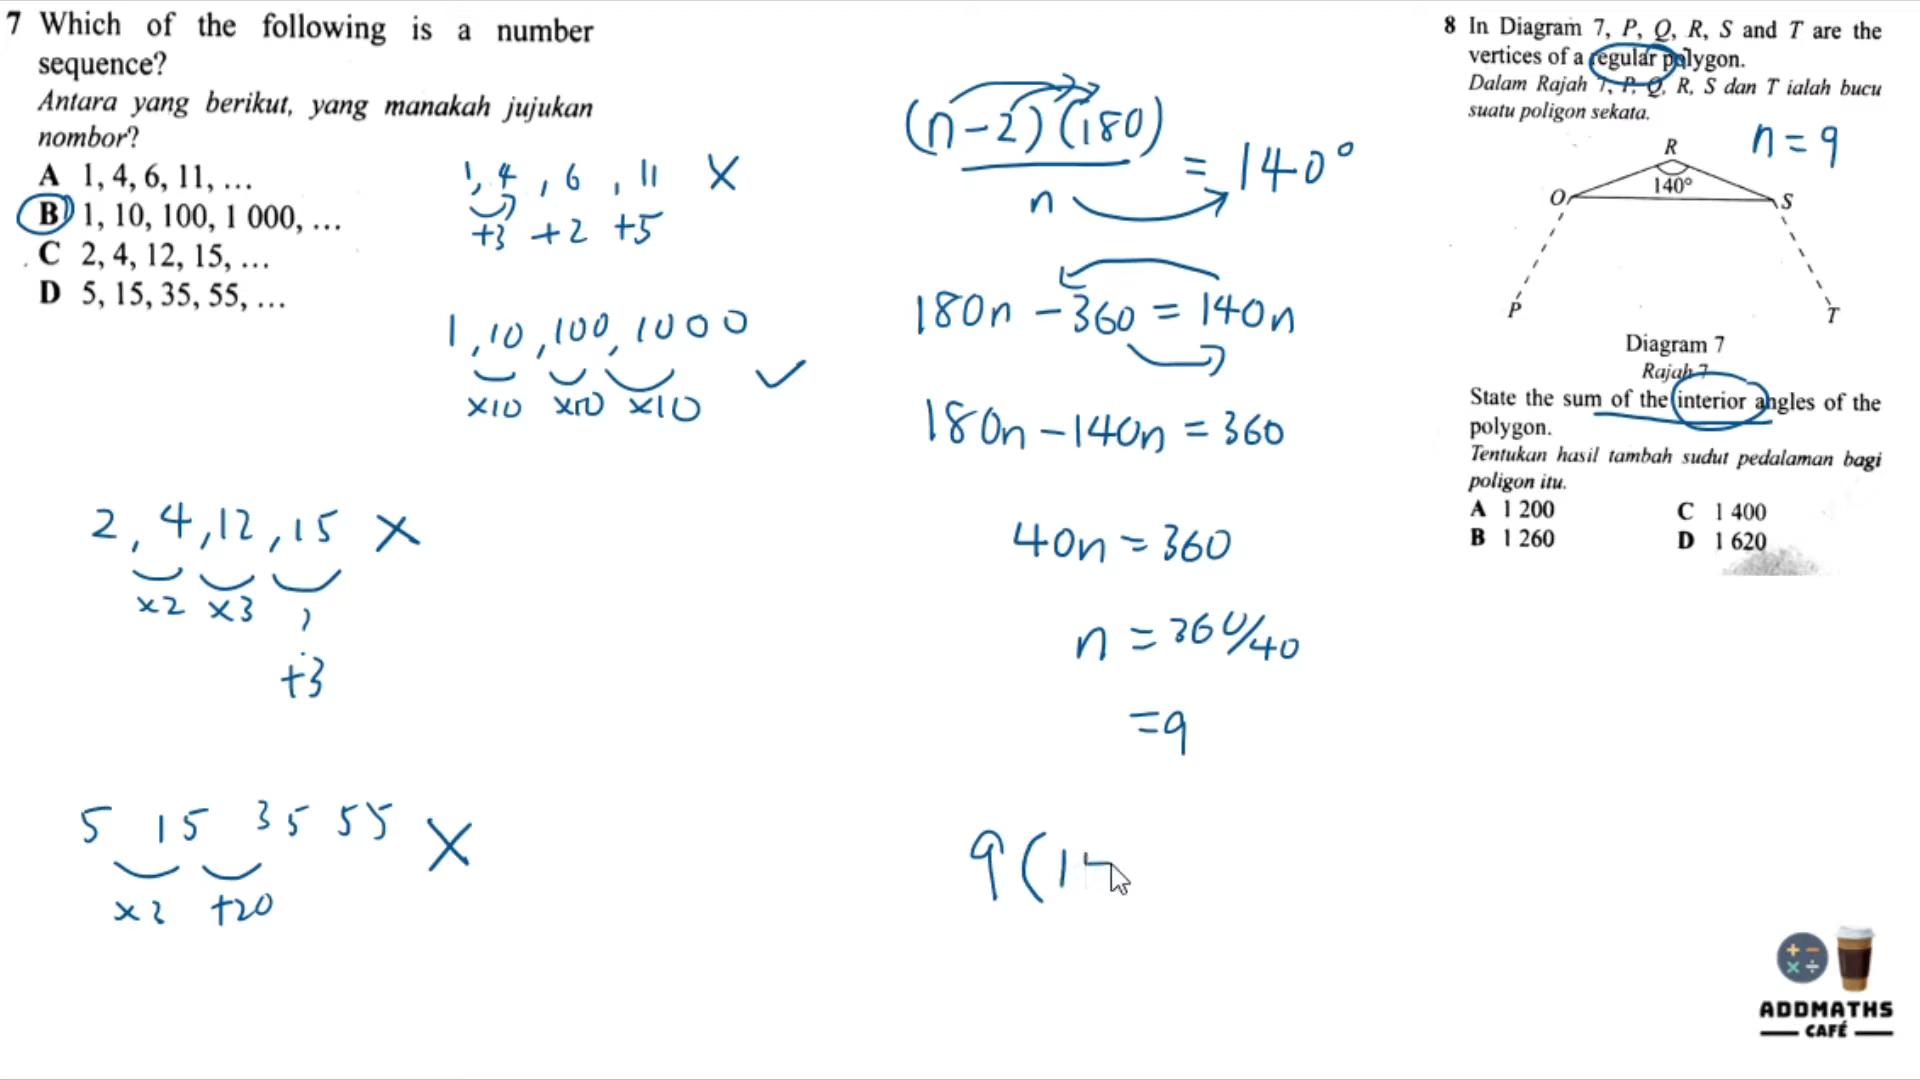 7 Which of the following is a number
sequence?
Antara yang berikut, yang manakah jujukan
nombor?
A 1, 4, 6, 11, …
B 1, 10, 100, 1 000, …
C 2, 4, 12, 15, …
D 5, 15, 35, 55, …
1, 4, 6, 11 X
+3 +2 +5
1, 10, 100, 1000 ✓
x10 x10 x10
2, 4, 12, 15 X
x2 x3
+3
5 15 35 55 X
+20
(n-2)(180)
n
= 140°
180n - 360 = 140n
180n - 140n = 360
40n = 360
n = 360/40
= 9
9(1
8 In Diagram 7, P, Q, R, S and T are the
vertices of a regular polygon.
Dalam Rajah 7, P, Q, R, S dan T ialah bucu
suatu poligon sekata.
n = 9
R
140°
Q S
P T
Diagram 7
Rajah 7
State the sum of the interior angles of the
polygon.
Tentukan hasil tambah sudut pedalaman bagi
poligon itu.
A 1 200 C 1 400
B 1 260 D 1 620
ADDMATHS
CAFÉ